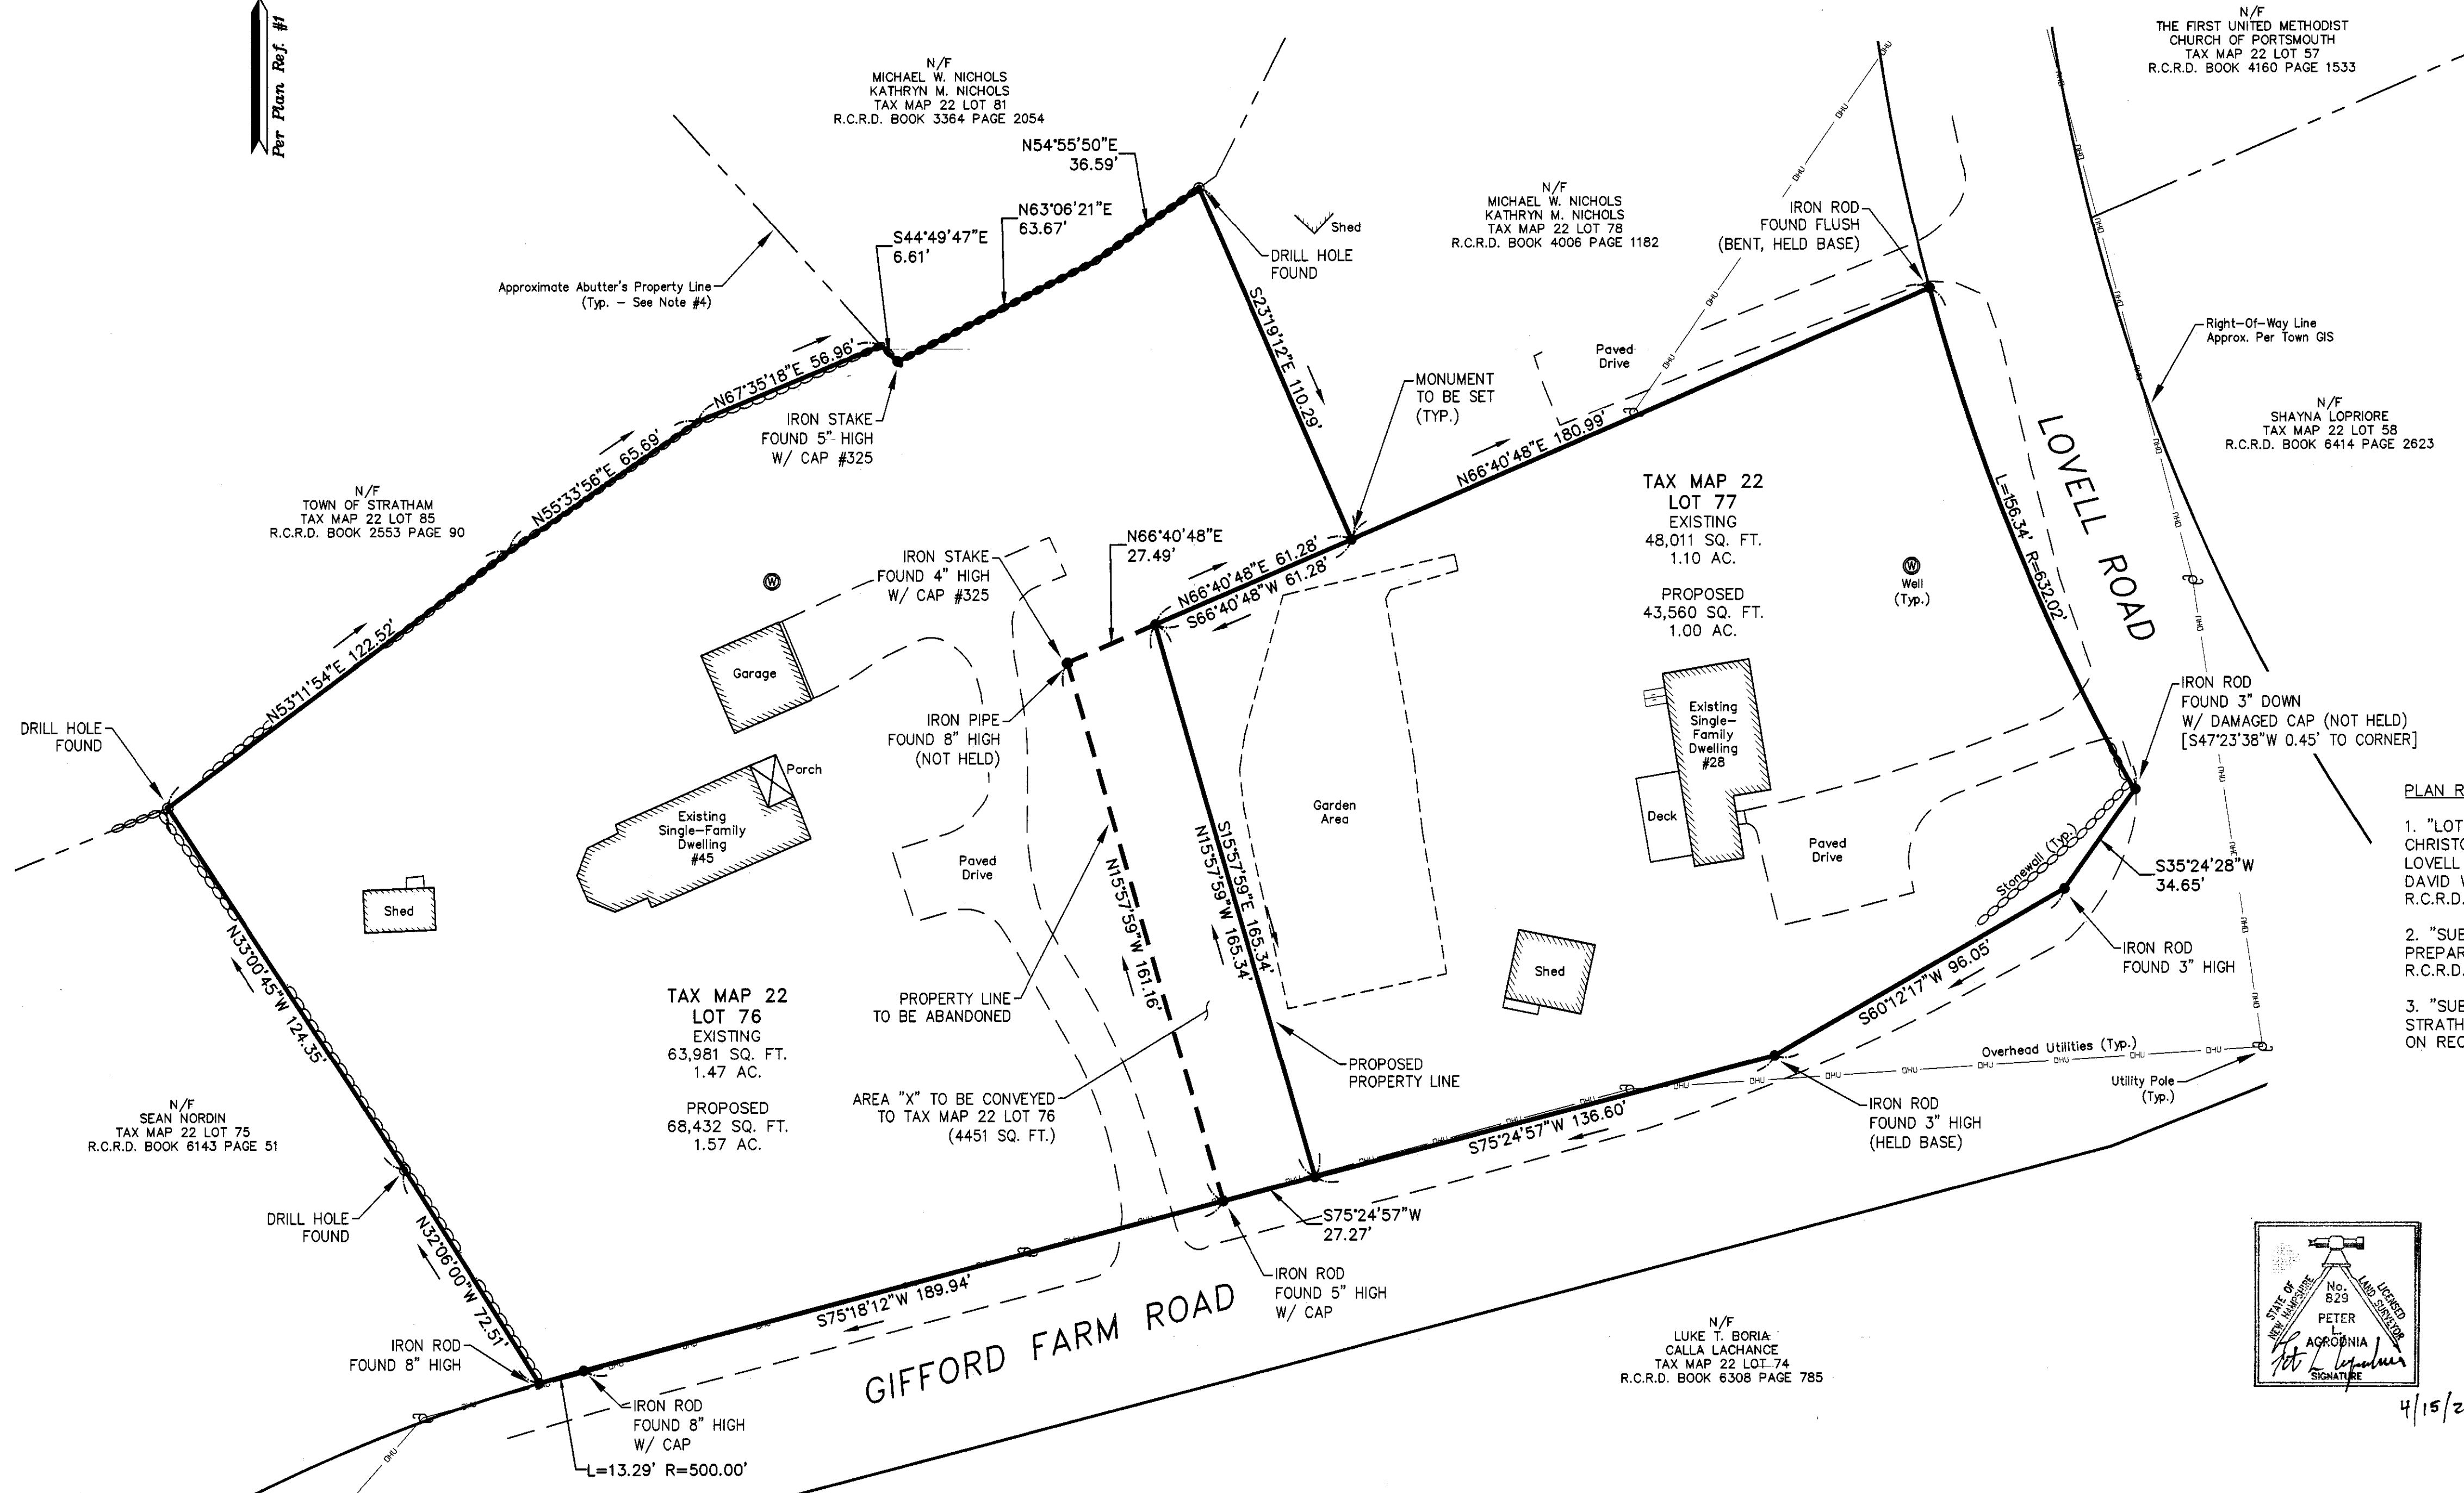 Per Plan Ref. #1
N/F
MICHAEL W. NICHOLS
KATHRYN M. NICHOLS
TAX MAP 22 LOT 81
R.C.R.D. BOOK 3364 PAGE 2054
N/F
THE FIRST UNITED METHODIST
CHURCH OF PORTSMOUTH
TAX MAP 22 LOT 57
R.C.R.D. BOOK 4160 PAGE 1533
N54°55'50"E
36.59'
N63°06'21"E
63.67'
S44°49'47"E
6.61'
Approximate Abutter's Property Line
(Typ. – See Note #4)
Shed
DRILL HOLE
FOUND
N/F
MICHAEL W. NICHOLS
KATHRYN M. NICHOLS
TAX MAP 22 LOT 78
R.C.R.D. BOOK 4006 PAGE 1182
IRON ROD
FOUND FLUSH
(BENT, HELD BASE)
Right–Of–Way Line
Approx. Per Town GIS
N/F
SHAYNA LOPRIORE
TAX MAP 22 LOT 58
R.C.R.D. BOOK 6414 PAGE 2623
S23°19'12"E 110.29'
Paved
Drive
MONUMENT
TO BE SET
(TYP.)
N67°35'18"E 56.96'
IRON STAKE
FOUND 5" HIGH
W/ CAP #325
N55°33'56"E 65.69'
N/F
TOWN OF STRATHAM
TAX MAP 22 LOT 85
R.C.R.D. BOOK 2553 PAGE 90
N66°40'48"E 180.99'
TAX MAP 22
LOT 77
EXISTING
48,011 SQ. FT.
1.10 AC.
PROPOSED
43,560 SQ. FT.
1.00 AC.
L=156.34' R=632.02'
LOVELL ROAD
N66°40'48"E
27.49'
N66°40'48"E 61.28'
S66°40'48"W 61.28'
IRON STAKE
FOUND 4" HIGH
W/ CAP #325
W
W
Well
(Typ.)
N53°11'54"E 122.52'
Garage
IRON PIPE
FOUND 8" HIGH
(NOT HELD)
DRILL HOLE
FOUND
Porch
Existing
Single–Family
Dwelling
#45
Existing
Single–
Family
Dwelling
#28
IRON ROD
FOUND 3" DOWN
W/ DAMAGED CAP (NOT HELD)
[S47°23'38"W 0.45' TO CORNER]
Garden
Area
Deck
Paved
Drive
Paved
Drive
Stonewall (Typ.)
S35°24'28"W
34.65'
Shed
N33°00'45"W 124.35'
N15°57'59"W 161.16'
S15°57'59"E 165.34'
N15°57'59"W 165.34'
Shed
IRON ROD
FOUND 3" HIGH
S60°12'17"W 96.05'
TAX MAP 22
LOT 76
EXISTING
63,981 SQ. FT.
1.47 AC.
PROPOSED
68,432 SQ. FT.
1.57 AC.
PROPERTY LINE
TO BE ABANDONED
AREA "X" TO BE CONVEYED
TO TAX MAP 22 LOT 76
(4451 SQ. FT.)
PROPOSED
PROPERTY LINE
Overhead Utilities (Typ.)
Utility Pole
(Typ.)
IRON ROD
FOUND 3" HIGH
(HELD BASE)
S75°24'57"W 136.60'
N/F
SEAN NORDIN
TAX MAP 22 LOT 75
R.C.R.D. BOOK 6143 PAGE 51
DRILL HOLE
FOUND
N32°06'00"W 72.51'
S75°24'57"W
27.27'
IRON ROD
FOUND 5" HIGH
W/ CAP
S75°18'12"W 189.94'
GIFFORD FARM ROAD
IRON ROD
FOUND 8" HIGH
IRON ROD
FOUND 8" HIGH
W/ CAP
L=13.29' R=500.00'
N/F
LUKE T. BORIA
CALLA LACHANCE
TAX MAP 22 LOT 74
R.C.R.D. BOOK 6308 PAGE 785
PLAN R
1. "LOT
CHRISTO
LOVELL
DAVID W
R.C.R.D.
2. "SUB
PREPAR
R.C.R.D.
3. "SUB
STRATH
ON REC
STATE OF
NEW HAMPSHIRE
LICENSED
LAND SURVEYOR
No.
829
PETER
L.
AGRODNIA
SIGNATURE
4/15/2